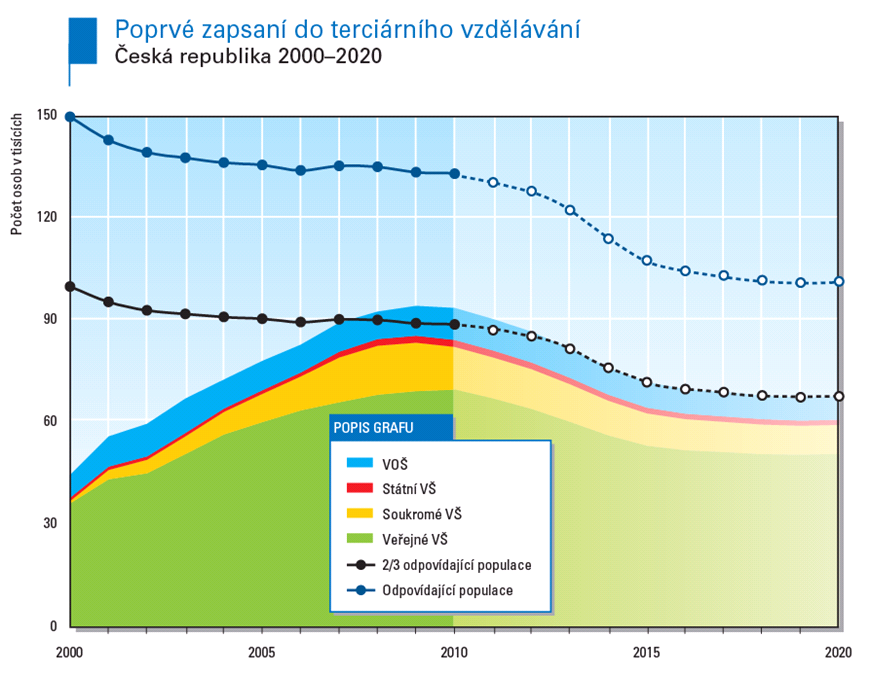 Poprvé zapsaní do terciárního vzdělávání
Česká republika 2000–2020
Počet osob v tisících
150
120
90
60
30
0
POPIS GRAFU
VOŠ
Státní VŠ
Soukromé VŠ
Veřejné VŠ
2/3 odpovídající populace
Odpovídající populace
2000
2005
2010
2015
2020